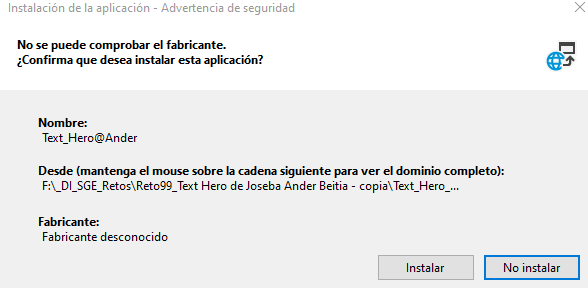 Instalación de la aplicación - Advertencia de seguridad
No se puede comprobar el fabricante.
¿Confirma que desea instalar esta aplicación?
Nombre:
Text_Hero@Ander
Desde (mantenga el mouse sobre la cadena siguiente para ver el dominio completo):
F:\_DI_SGE_Retos\Reto99_Text Hero de Joseba Ander Beitia - copia\Text_Hero_...
Fabricante:
Fabricante desconocido
Instalar
No instalar